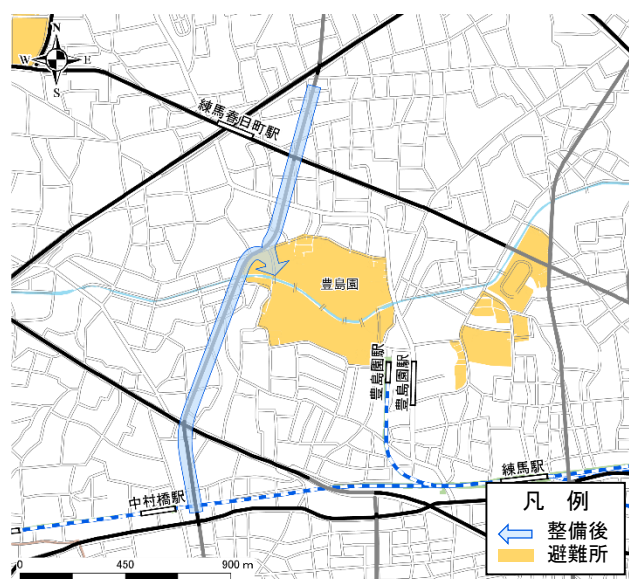 N
W E
S
練馬春日町駅
豊島園
豊島園駅
豊島園駅
練馬駅
中村橋駅
凡 例
整備後
避難所
0 450 900 m